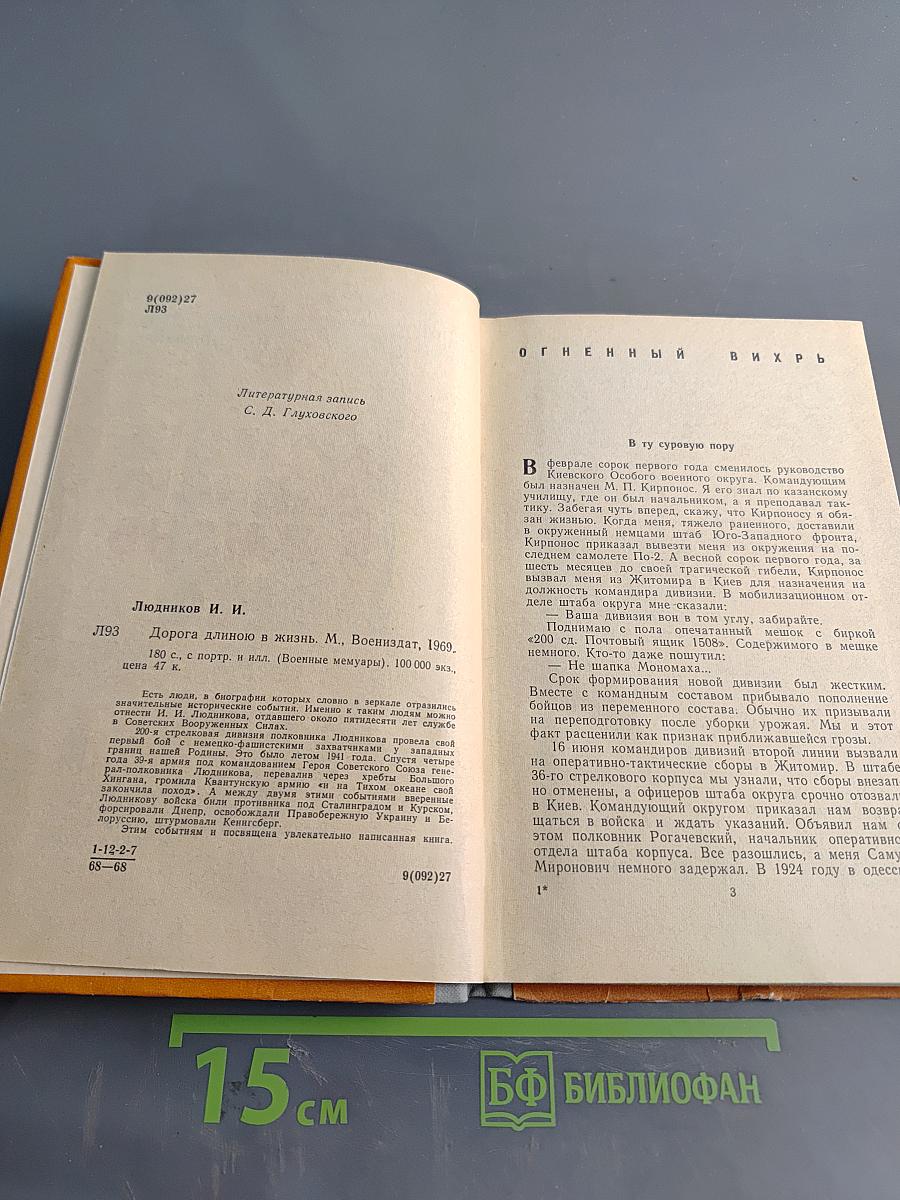 9(092)27
Л93
Литературная запись
С. Д. Глуховского
Людников И. И.
Л93 Дорога длиною в жизнь. М., Воениздат, 1969.
180 с., с портр. и илл. (Военные мемуары). 100 000 экз.,
цена 47 к.
Есть люди, в биографии которых словно в зеркале отразились
значительные исторические события. Именно к таким людям можно
отнести И. И. Людникова, отдавшего около пятидесяти лет службе
в Советских Вооруженных Силах.
200-я стрелковая дивизия полковника Людникова провела свой
первый бой с немецко-фашистскими захватчиками у западных
границ нашей Родины. Это было летом 1941 года. Спустя четыре
года 39-я армия под командованием Героя Советского Союза гене-
рал-полковника Людникова, перевалив через хребты Большого
Хингана, громила Квантунскую армию «и на Тихом океане свой
закончила поход». А между двумя этими событиями вверенные
Людникову войска били противника под Сталинградом и Курском,
форсировали Днепр, освобождали Правобережную Украину и Бе-
лоруссию, штурмовали Кенигсберг.
Этим событиям и посвящена увлекательно написанная книга.
1-12-2-7
68—68
9(092)27
ОГНЕННЫЙ ВИХРЬ
В ту суровую пору
В феврале сорок первого года сменилось руководство
Киевского Особого военного округа. Командующим
был назначен М. П. Кирпонос. Я его знал по казанскому
училищу, где он был начальником, а я преподавал так-
тику. Забегая чуть вперед, скажу, что Кирпоносу я обя-
зан жизнью. Когда меня, тяжело раненного, доставили
в окруженный немцами штаб Юго-Западного фронта,
Кирпонос приказал вывезти меня из окружения на по-
следнем самолете По-2. А весной сорок первого года, за
шесть месяцев до своей трагической гибели, Кирпонос
вызвал меня из Житомира в Киев для назначения на
должность командира дивизии. В мобилизационном от-
деле штаба округа мне сказали:
— Ваша дивизия вон в том углу, забирайте.
Поднимаю с пола опечатанный мешок с биркой
«200 сд. Почтовый ящик 1508». Содержимого в мешке
немного. Кто-то даже пошутил:
— Не шапка Мономаха...
Срок формирования новой дивизии был жестким.
Вместе с командным составом прибывало пополнение
бойцов из переменного состава. Обычно их призывали
на переподготовку после уборки урожая. Мы и этот
факт расценили как признак приближавшейся грозы.
16 июня командиров дивизий второй линии вызвали
на оперативно-тактические сборы в Житомир. В штабе
36-го стрелкового корпуса мы узнали, что сборы внезап-
но отменены, а офицеров штаба округа срочно отозвал
в Киев. Командующий округом приказал нам возвра-
щаться в войска и ждать указаний. Объявил нам о
этом полковник Рогачевский, начальник оперативно
отдела штаба корпуса. Все разошлись, а меня Саму
Миронович немного задержал. В 1924 году в одесс
1*
3
15 см
БФ БИБЛИОФАН